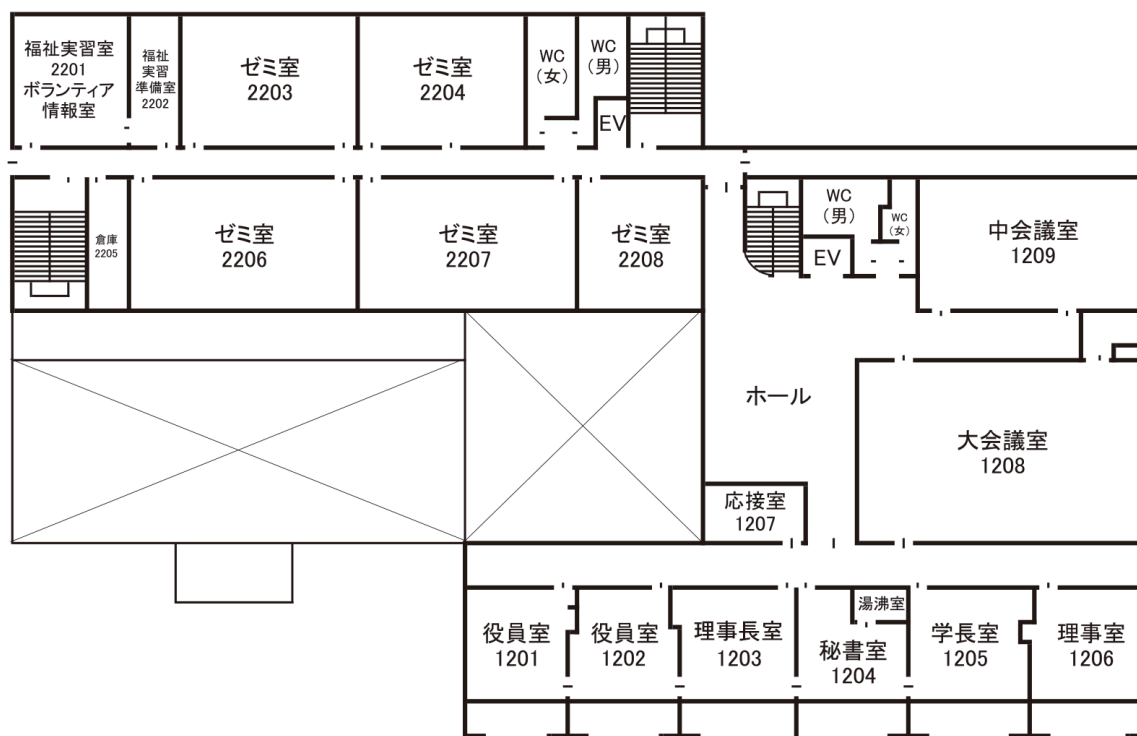 福祉実習室
2201
ボランティア
情報室
福祉
実習
準備室
2202
ゼミ室
2203
ゼミ室
2204
WC
(女)
WC
(男)
EV
倉庫
2205
ゼミ室
2206
ゼミ室
2207
ゼミ室
2208
WC
(男)
WC
(女)
EV
中会議室
1209
ホール
大会議室
1208
応接室
1207
役員室
1201
役員室
1202
理事長室
1203
湯沸室
秘書室
1204
学長室
1205
理事室
1206